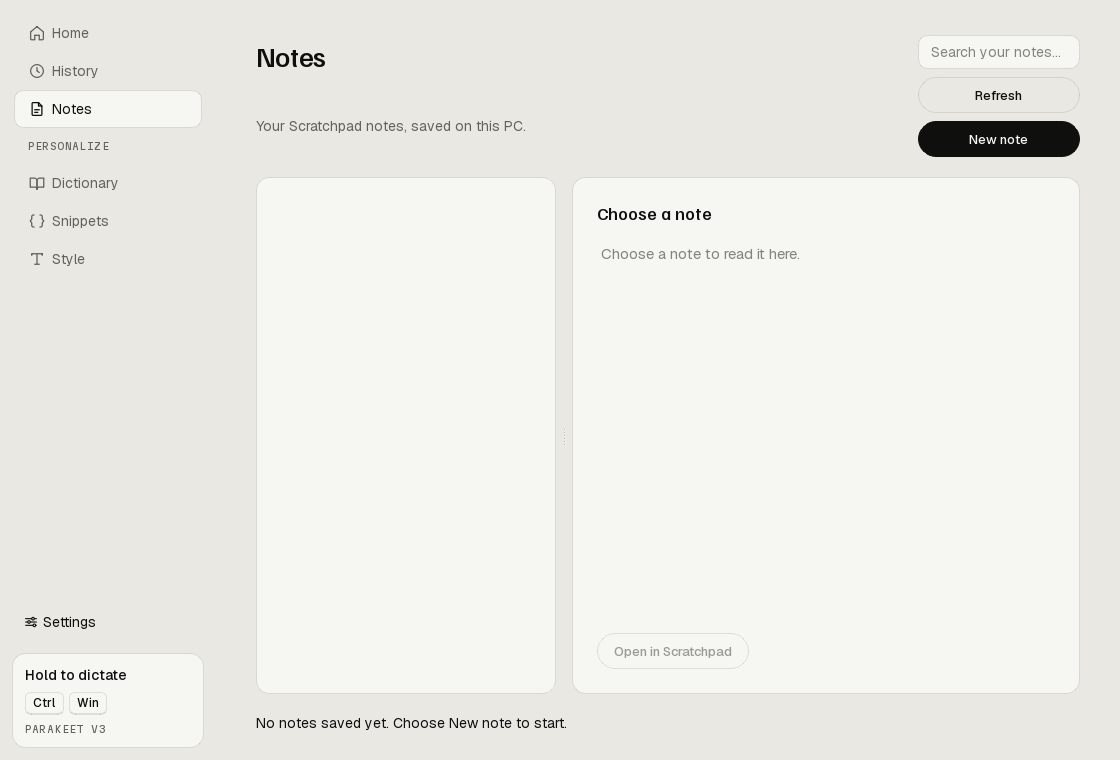 Home
History
Notes
PERSONALIZE
Dictionary
Snippets
Style
Settings
Hold to dictate
Ctrl Win
PARAKEET V3
Notes
Your Scratchpad notes, saved on this PC.
Search your notes...
Refresh
New note
Choose a note
Choose a note to read it here.
Open in Scratchpad
No notes saved yet. Choose New note to start.